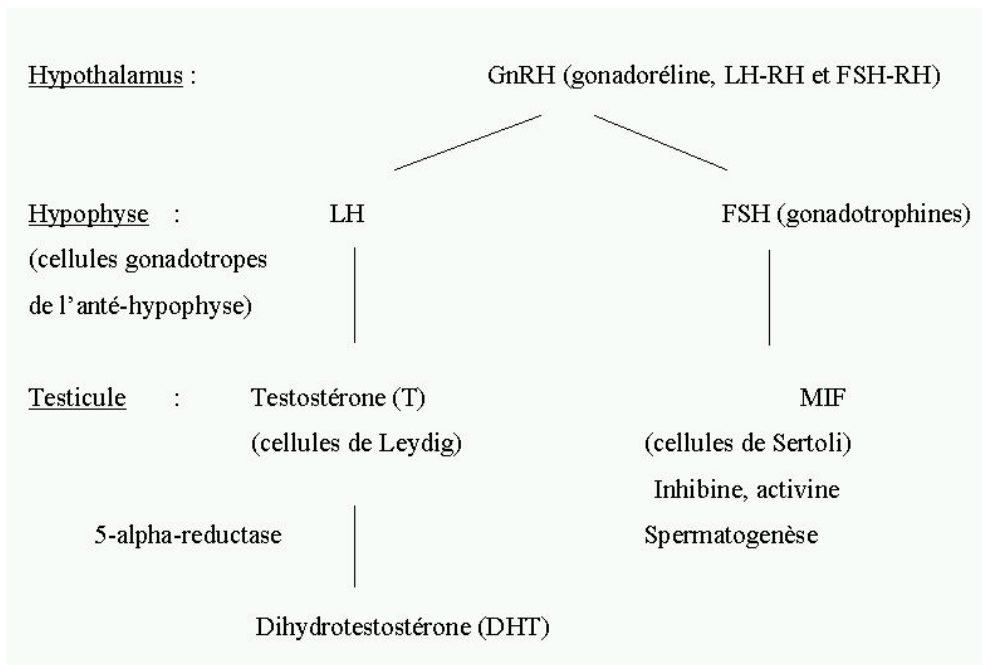 Hypothalamus : GnRH (gonadoréline, LH-RH et FSH-RH)
Hypophyse : LH FSH (gonadotrophines)
(cellules gonadotropes
de l’anté-hypophyse)
Testicule : Testostérone (T) MIF
(cellules de Leydig) (cellules de Sertoli)
Inhibine, activine
5-alpha-reductase Spermatogenèse
Dihydrotestostérone (DHT)